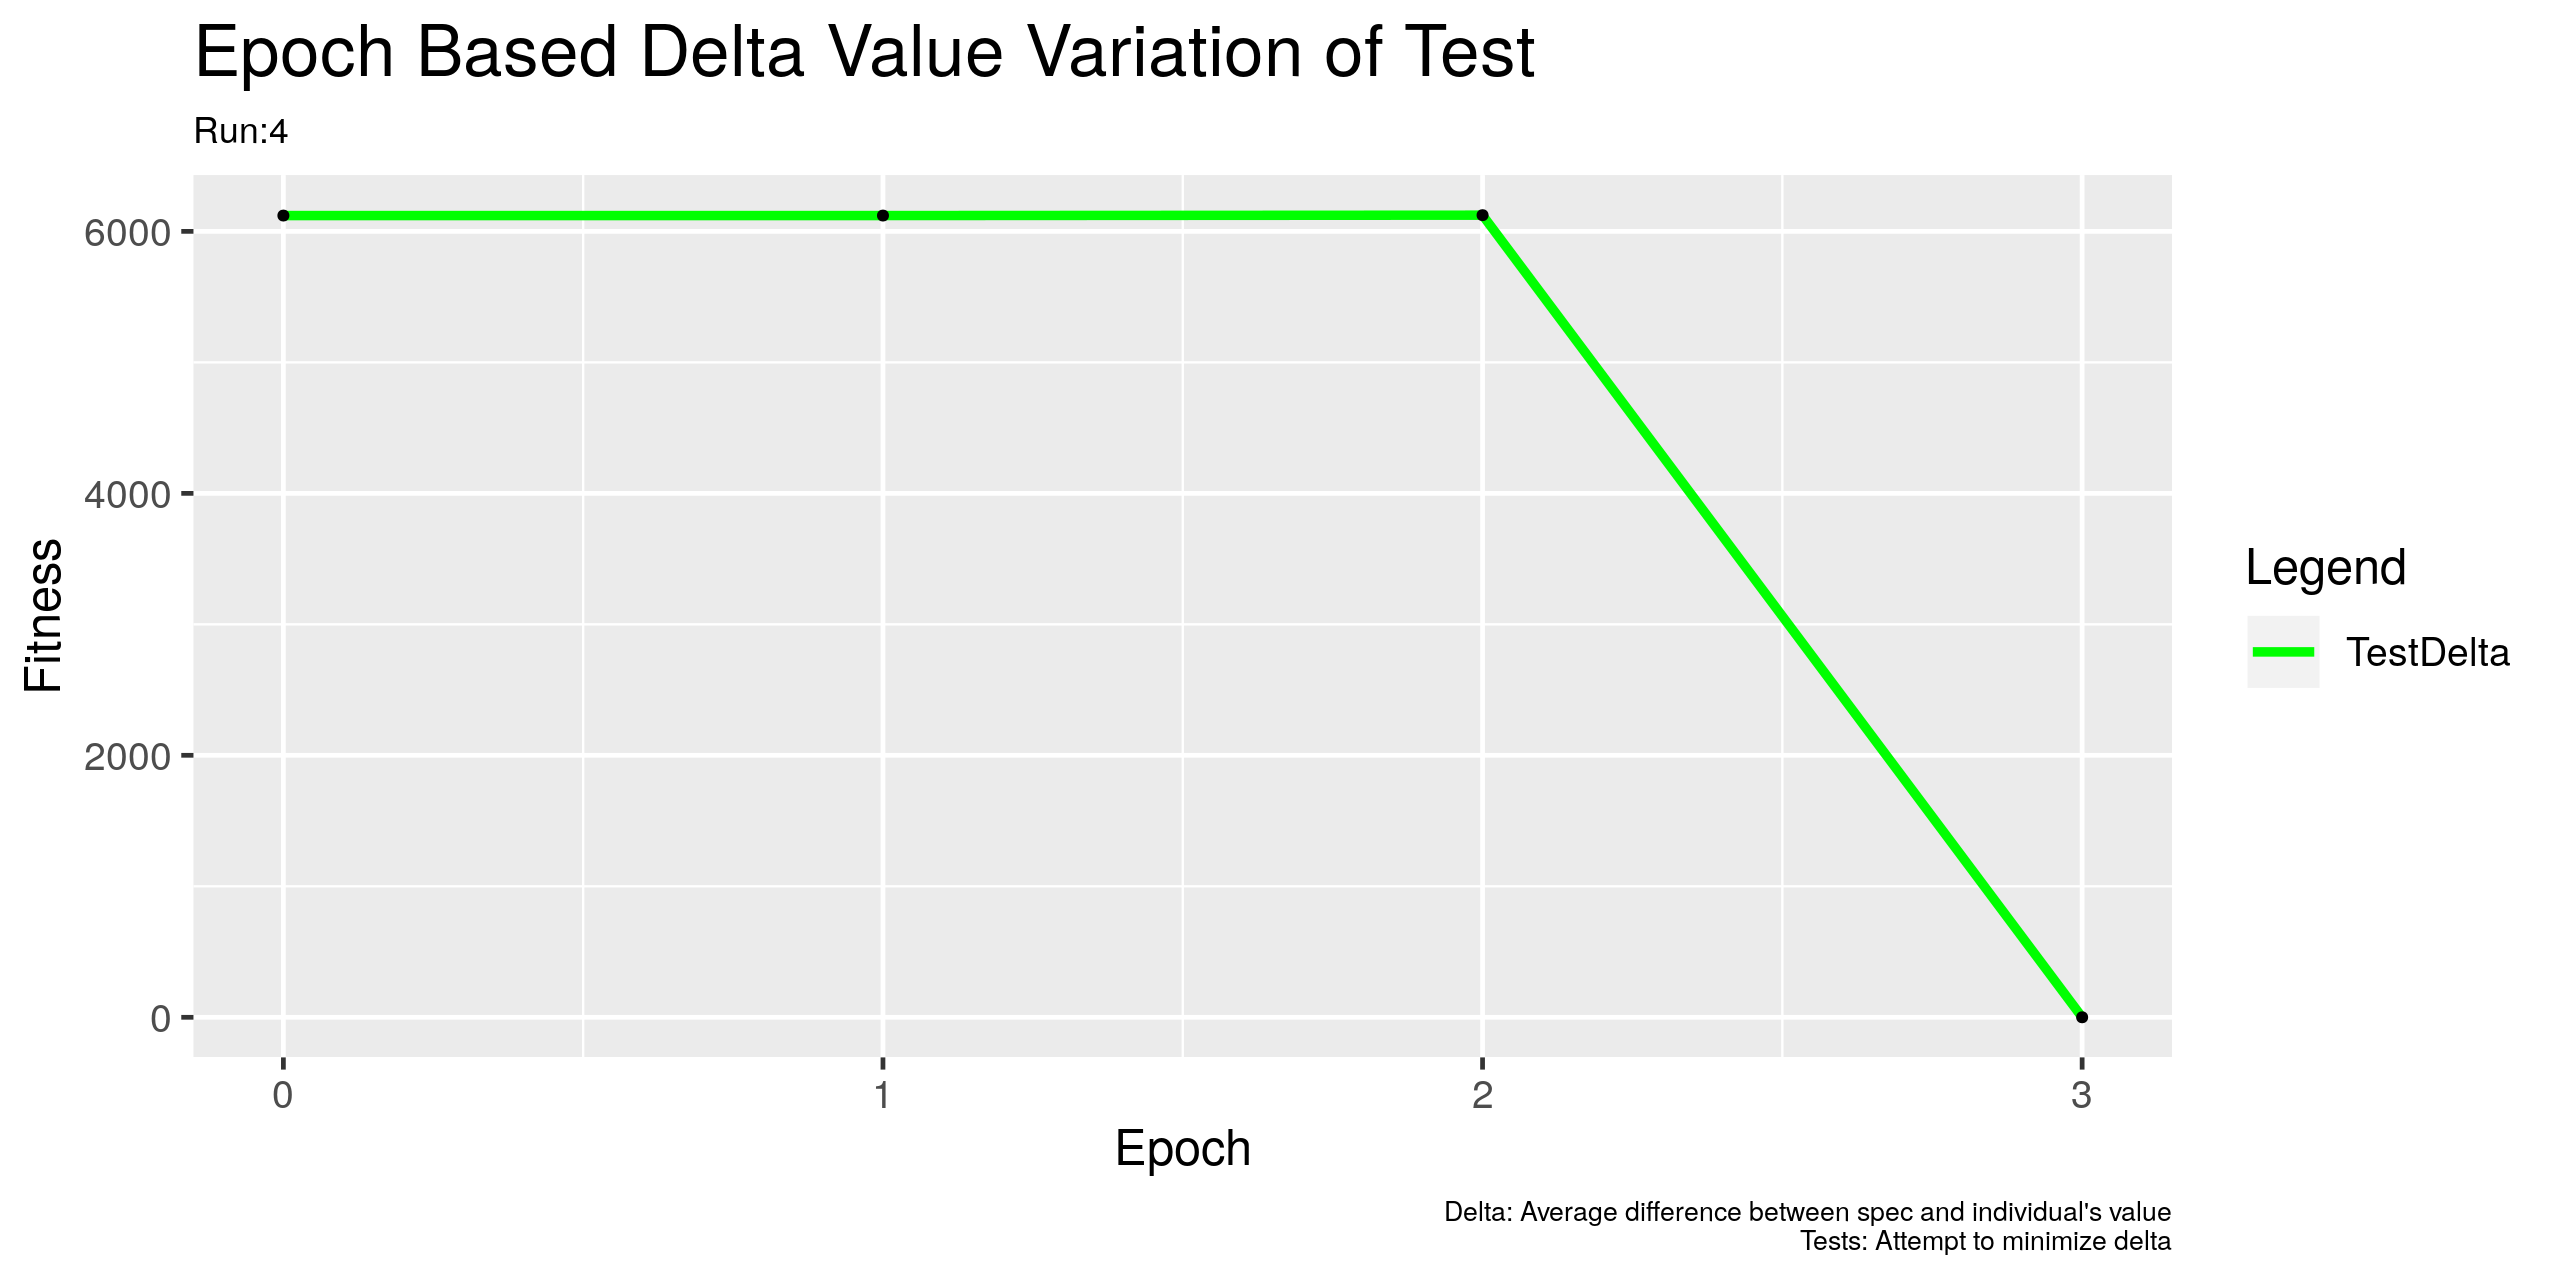 Epoch Based Delta Value Variation of Test
Run:4
6000
4000
2000
0
Fitness
0 1 2 3
Epoch
Legend
TestDelta
Delta: Average difference between spec and individual's value
Tests: Attempt to minimize delta